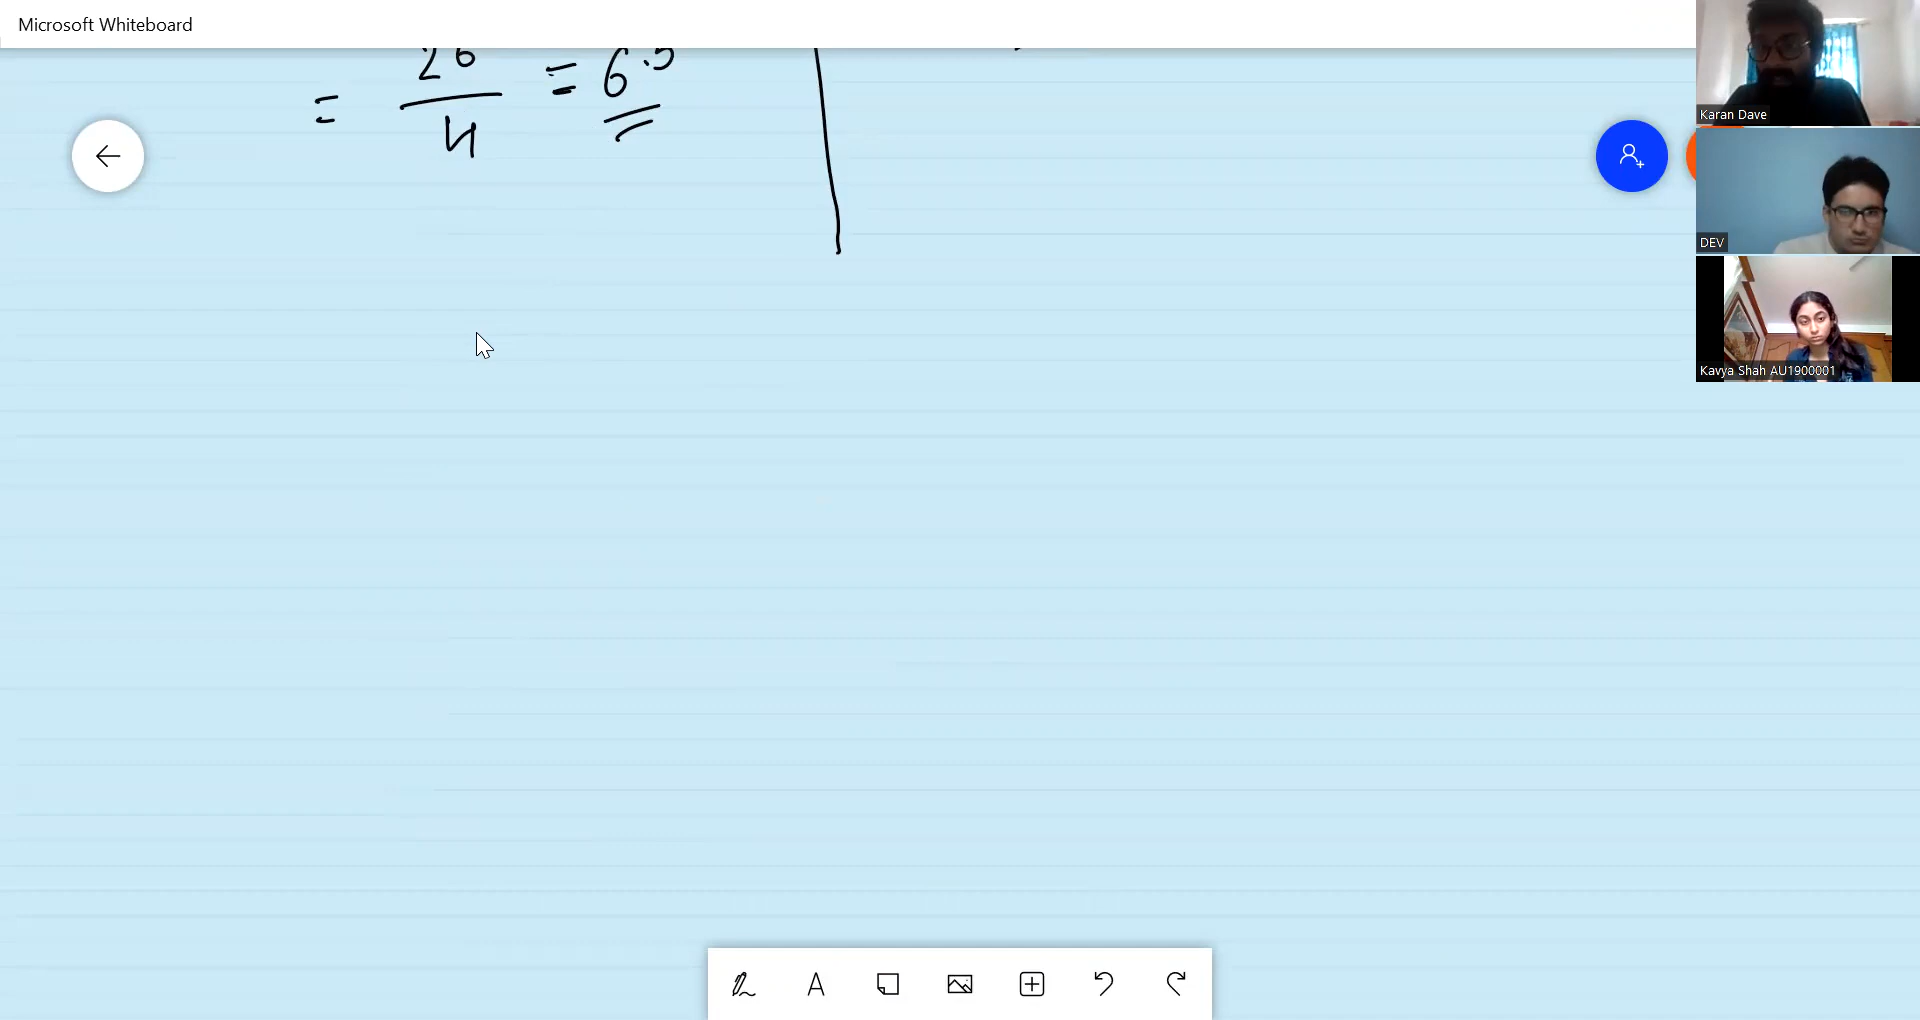 Microsoft Whiteboard
26
= — = 6.5
4
Karan Dave
DEV
Kavya Shah AU1900001
A